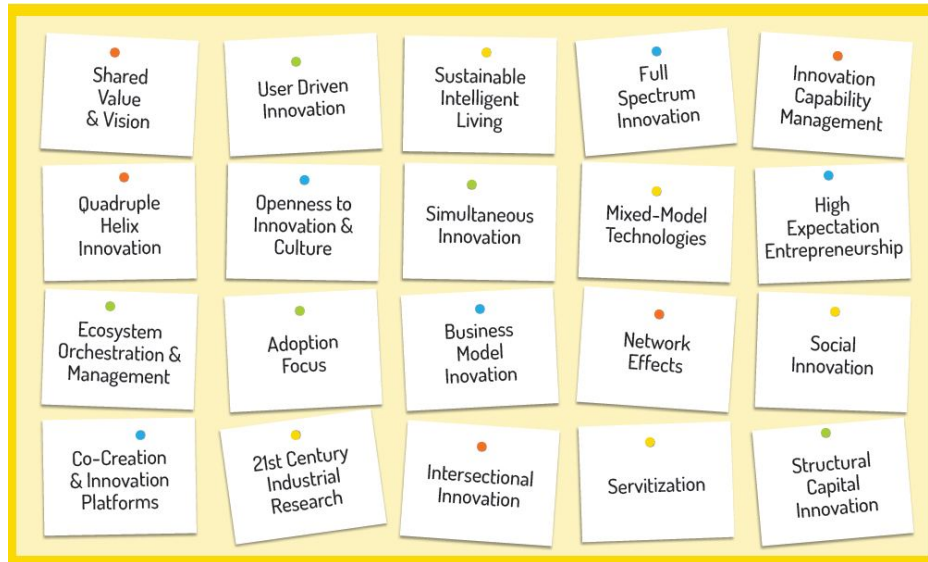 Shared
Value
& Vision
User Driven
Innovation
Sustainable
Intelligent
Living
Full
Spectrum
Innovation
Innovation
Capability
Management
Quadruple
Helix
Innovation
Openness to
Innovation &
Culture
Simultaneous
Innovation
Mixed-Model
Technologies
High
Expectation
Entrepreneurship
Ecosystem
Orchestration &
Management
Adoption
Focus
Business
Model
Inovation
Network
Effects
Social
Innovation
Co-Creation
& Innovation
Platforms
21st Century
Industrial
Research
Intersectional
Innovation
Servitization
Structural
Capital
Innovation